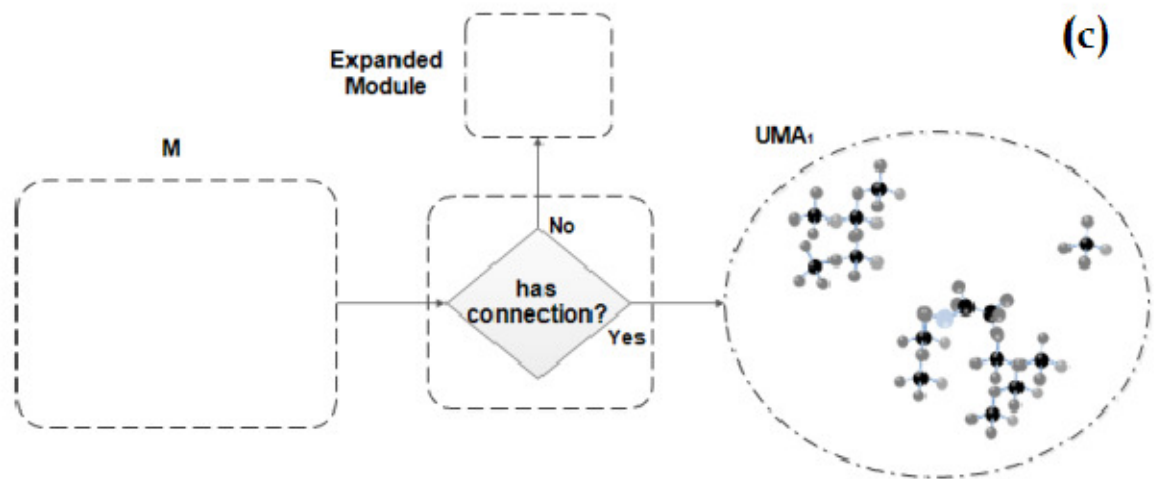 (c)
Expanded
Module
M
UMA₁
No
has
connection?
Yes